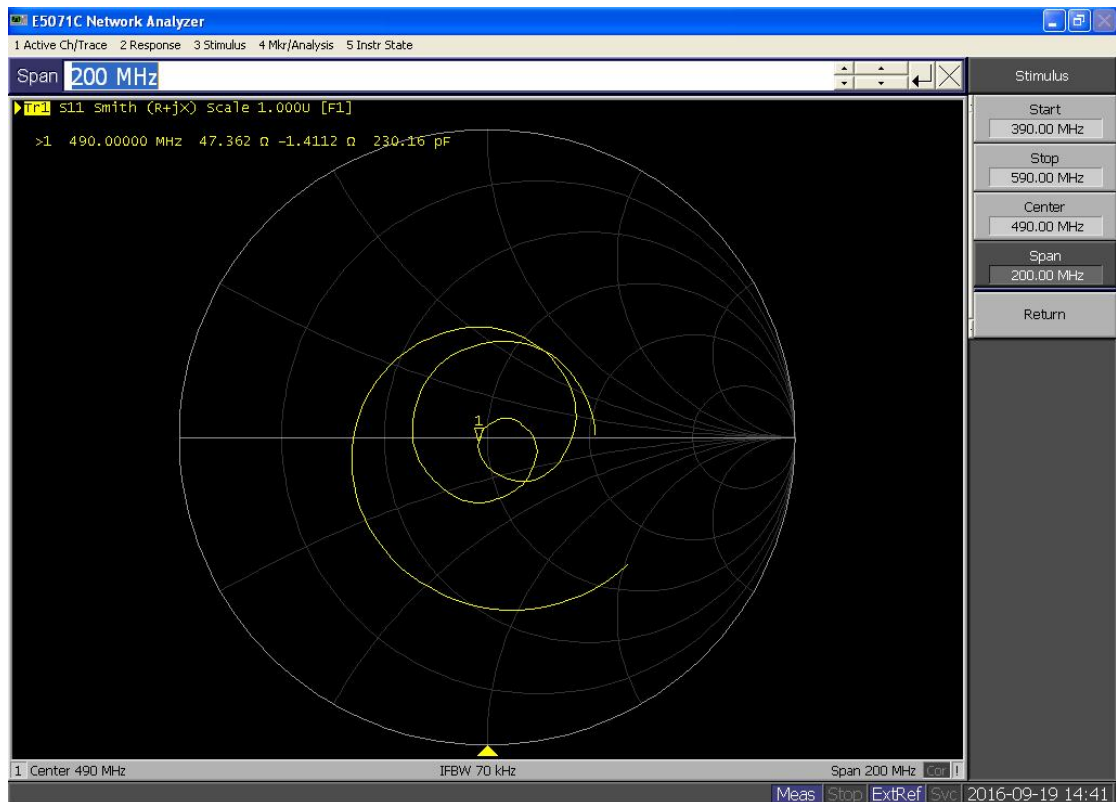 E5071C Network Analyzer
1 Active Ch/Trace 2 Response 3 Stimulus 4 Mkr/Analysis 5 Instr State
Span 200 MHz
Stimulus
Tr1 S11 Smith (R+jX) Scale 1.000U [F1]
>1 490.00000 MHz 47.362 Ω -1.4112 Ω 230.16 pF
1
Start
390.00 MHz
Stop
590.00 MHz
Center
490.00 MHz
Span
200.00 MHz
Return
1 Center 490 MHz IFBW 70 kHz Span 200 MHz Cor !
Meas Stop ExtRef Svc 2016-09-19 14:41